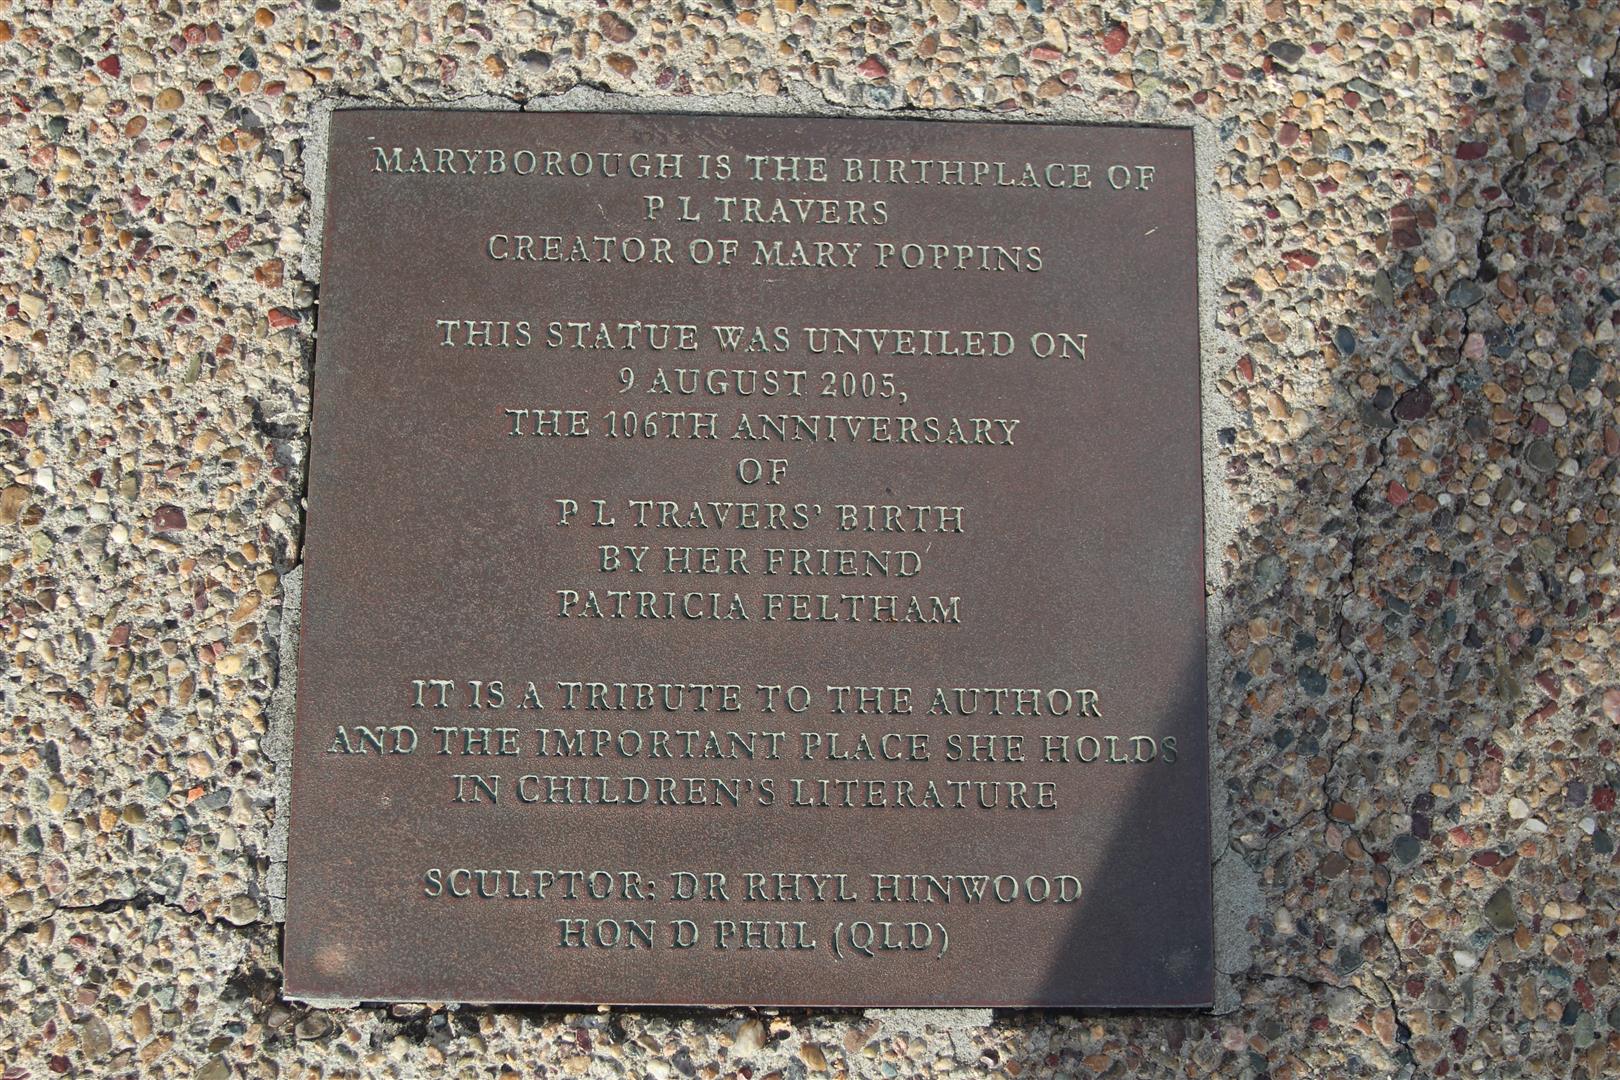 MARYBOROUGH IS THE BIRTHPLACE OF
P L TRAVERS
CREATOR OF MARY POPPINS
THIS STATUE WAS UNVEILED ON
9 AUGUST 2005,
THE 106TH ANNIVERSARY
OF
P L TRAVERS' BIRTH
BY HER FRIEND
PATRICIA FELTHAM
IT IS A TRIBUTE TO THE AUTHOR
AND THE IMPORTANT PLACE SHE HOLDS
IN CHILDREN'S LITERATURE
SCULPTOR: DR RHYL HINWOOD
HON D PHIL (QLD)